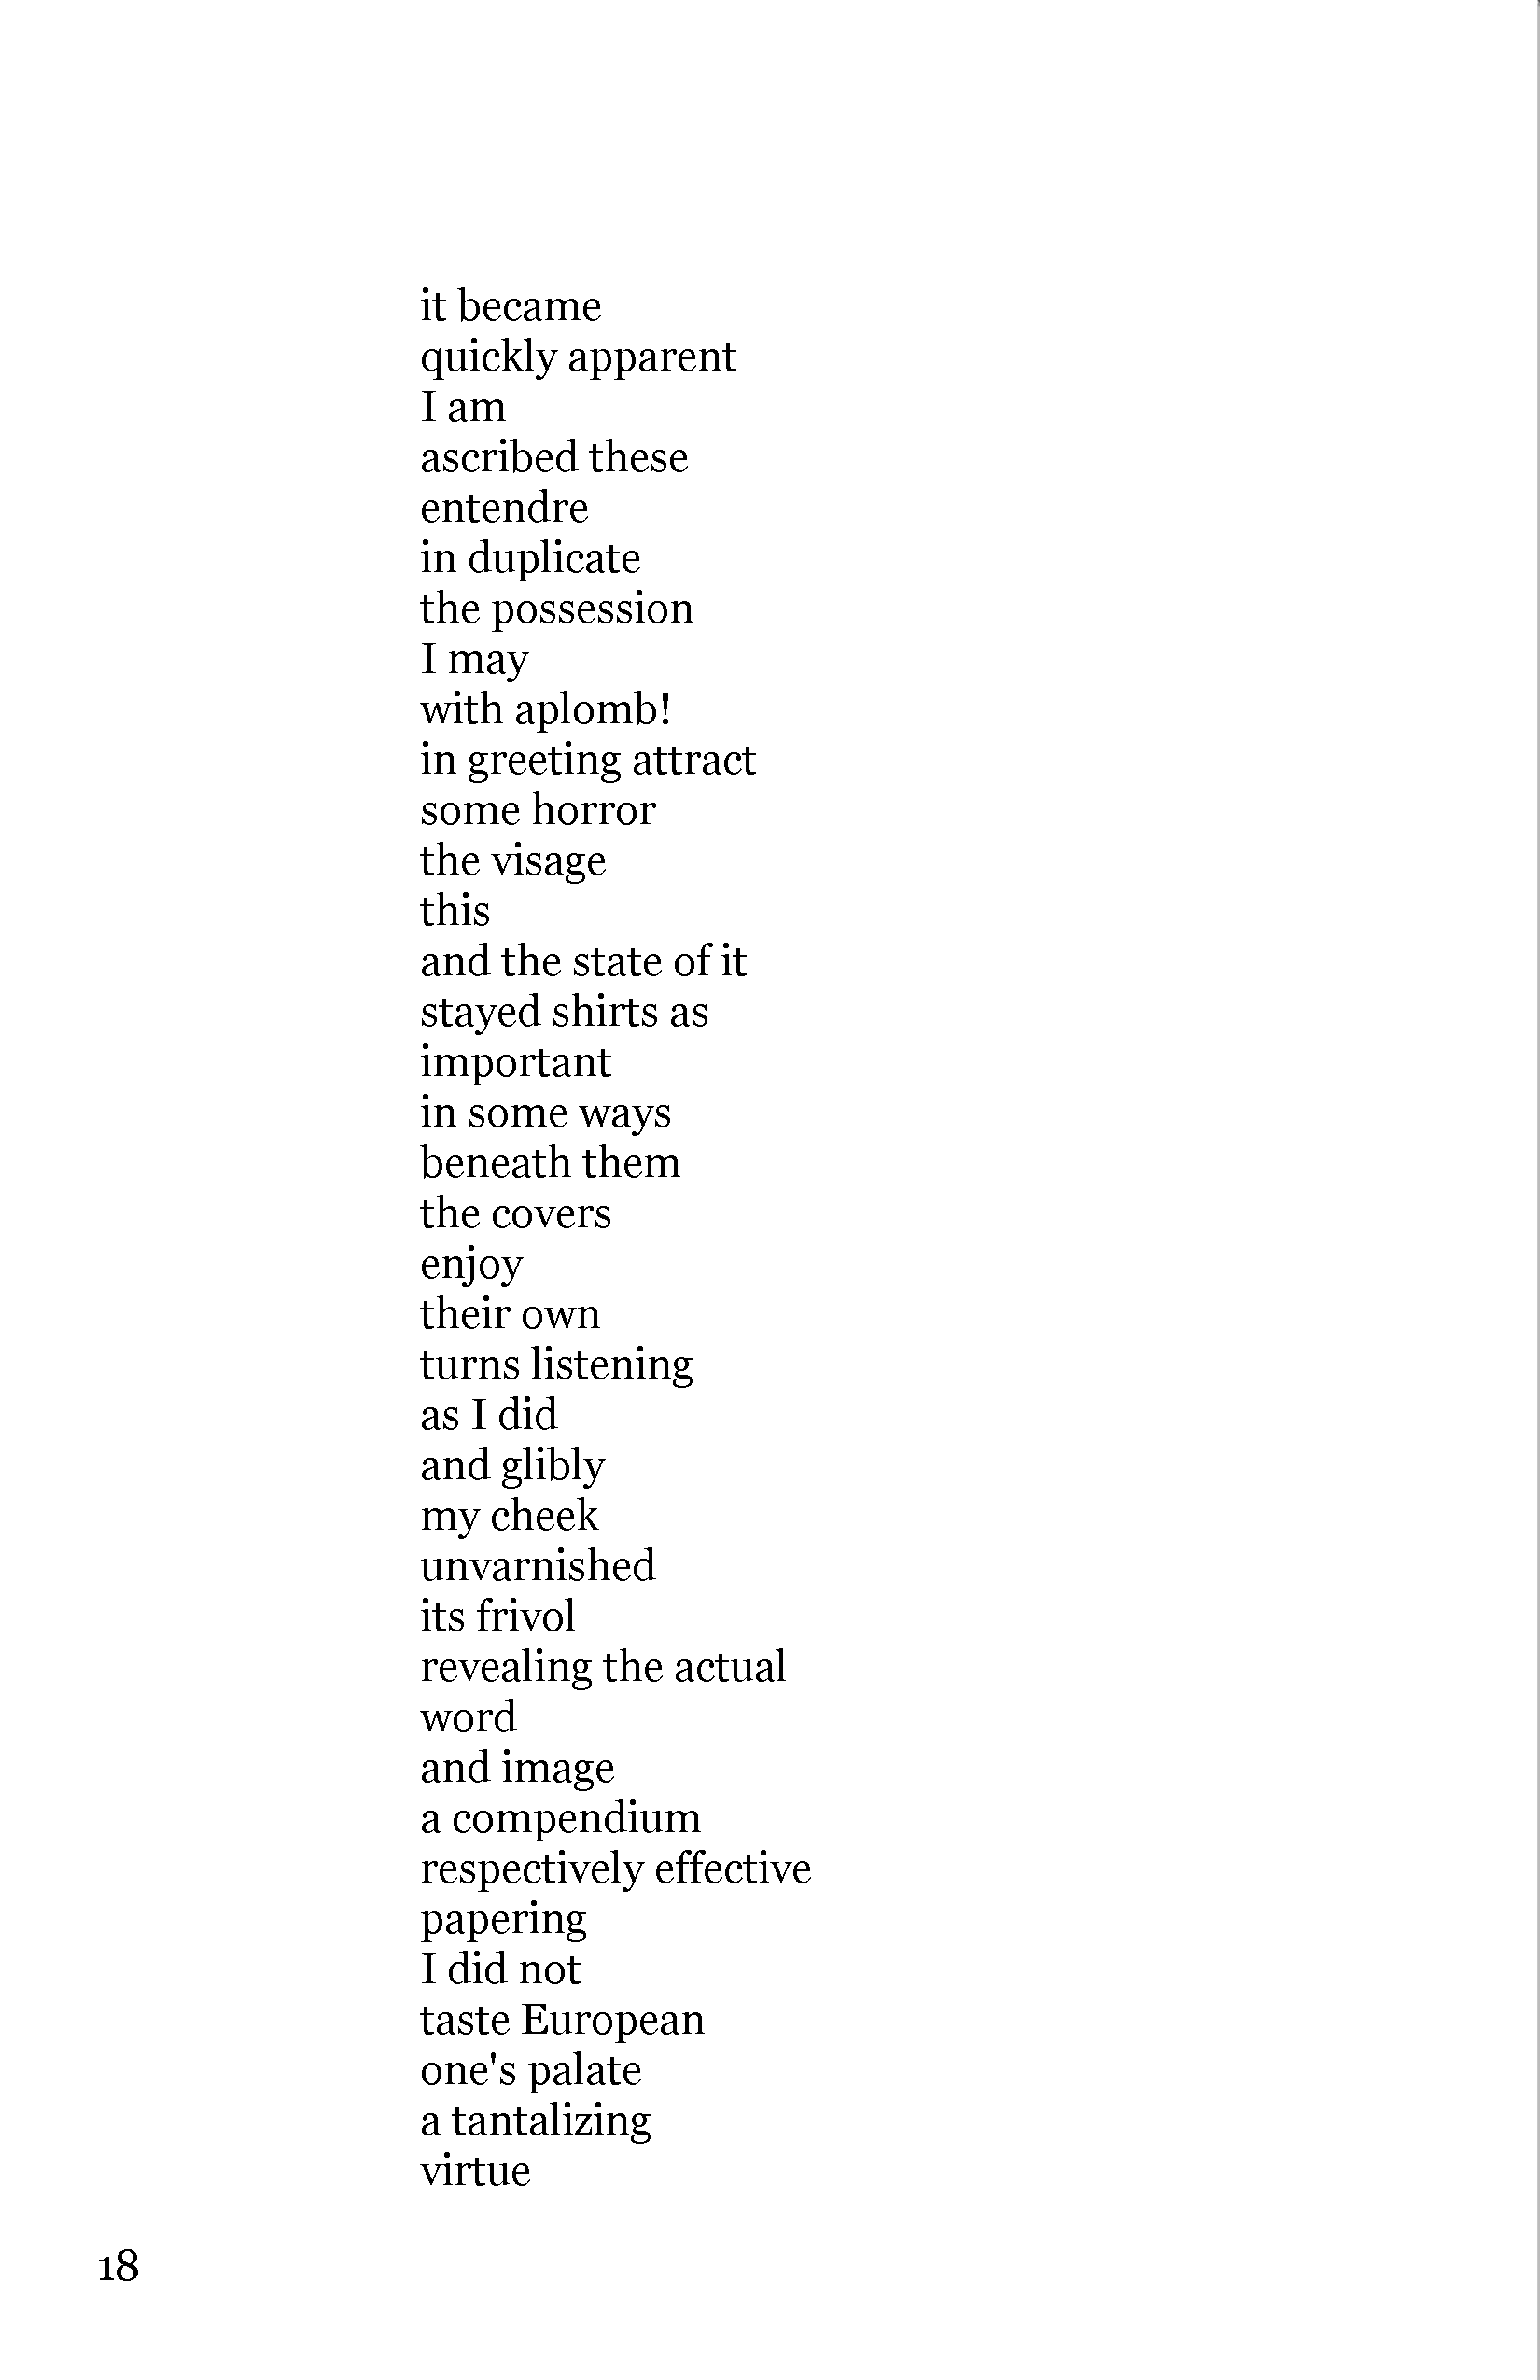 it became
quickly apparent
I am
ascribed these
entendre
in duplicate
the possession
I may
with aplomb!
in greeting attract
some horror
the visage
this
and the state of it
stayed shirts as
important
in some ways
beneath them
the covers
enjoy
their own
turns listening
as I did
and glibly
my cheek
unvarnished
its frivol
revealing the actual
word
and image
a compendium
respectively effective
papering
I did not
taste European
one's palate
a tantalizing
virtue
18